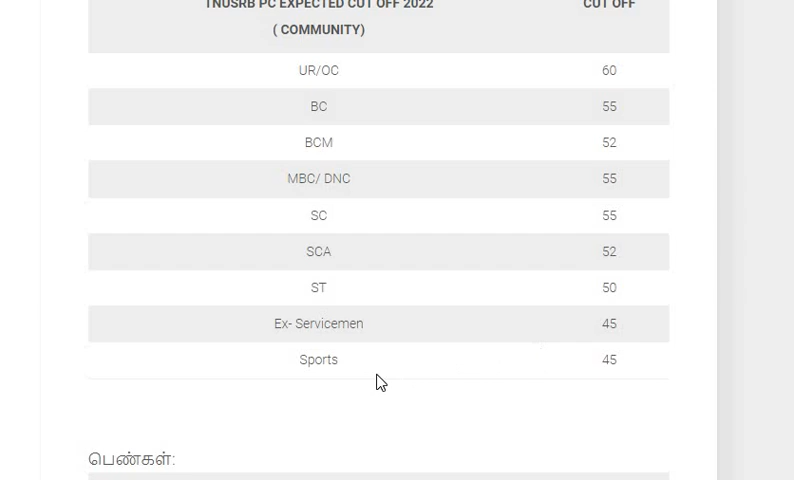 TNUSRB PC EXPECTED CUT OFF 2022 CUT OFF
( COMMUNITY)
UR/OC 60
BC 55
BCM 52
MBC/ DNC 55
SC 55
SCA 52
ST 50
Ex- Servicemen 45
Sports 45
பெண்கள்: